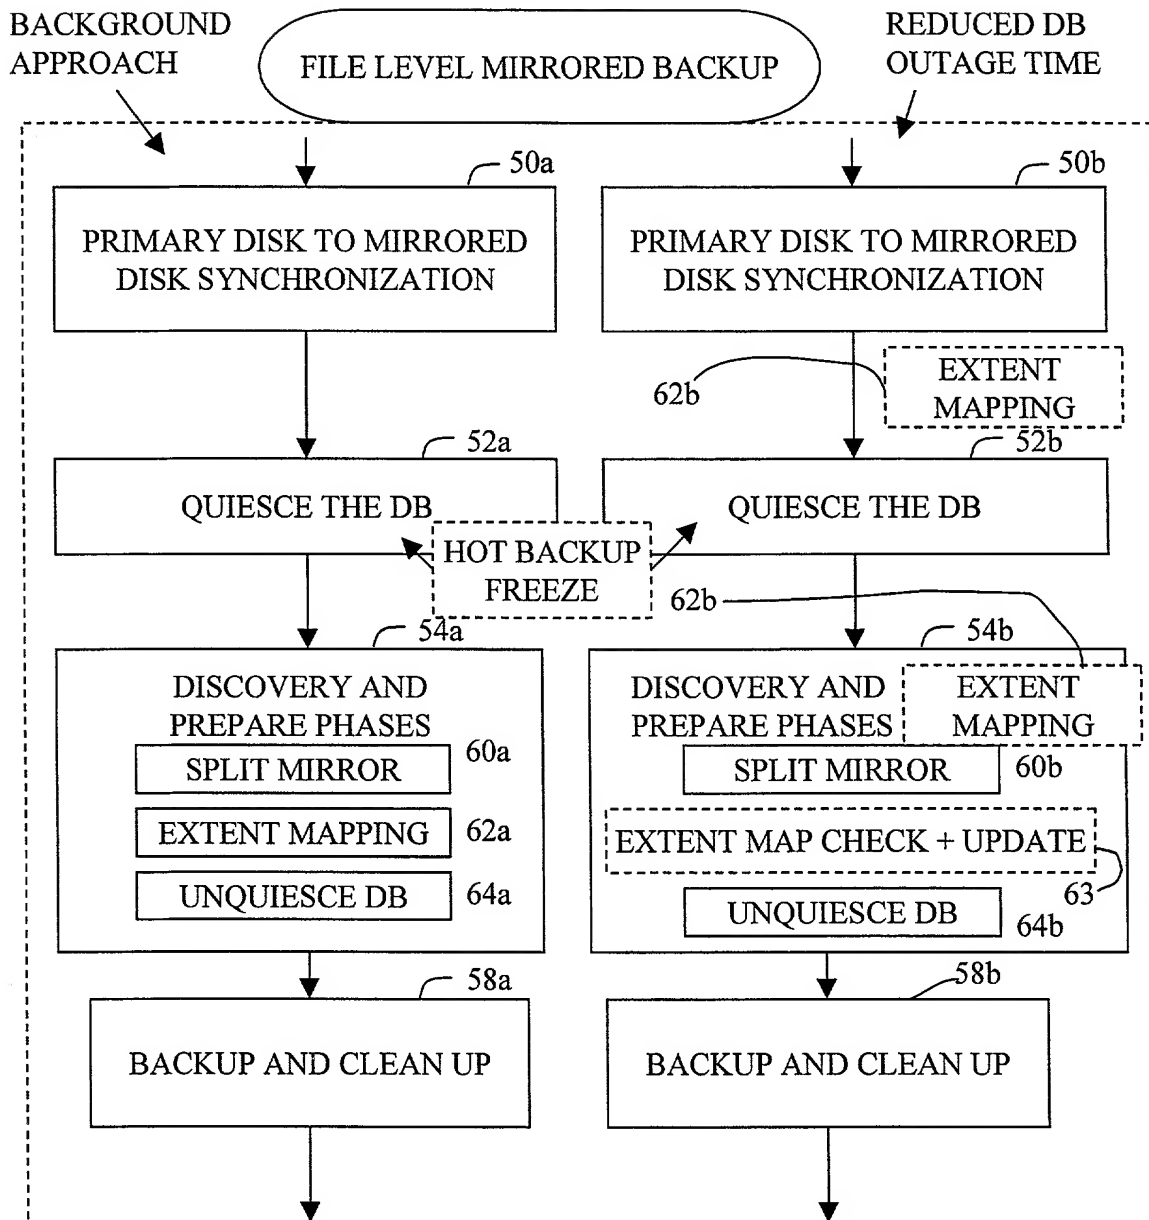 BACKGROUND
APPROACH
FILE LEVEL MIRRORED BACKUP
REDUCED DB
OUTAGE TIME
50a
50b
PRIMARY DISK TO MIRRORED
DISK SYNCHRONIZATION
PRIMARY DISK TO MIRRORED
DISK SYNCHRONIZATION
62b
EXTENT
MAPPING
52a
52b
QUIESCE THE DB
QUIESCE THE DB
HOT BACKUP
FREEZE
62b
54a
54b
DISCOVERY AND
PREPARE PHASES
60a
SPLIT MIRROR
EXTENT MAPPING
62a
UNQUIESCE DB
64a
DISCOVERY AND
PREPARE PHASES
EXTENT
MAPPING
SPLIT MIRROR
60b
EXTENT MAP CHECK + UPDATE
63
UNQUIESCE DB
64b
58a
58b
BACKUP AND CLEAN UP
BACKUP AND CLEAN UP